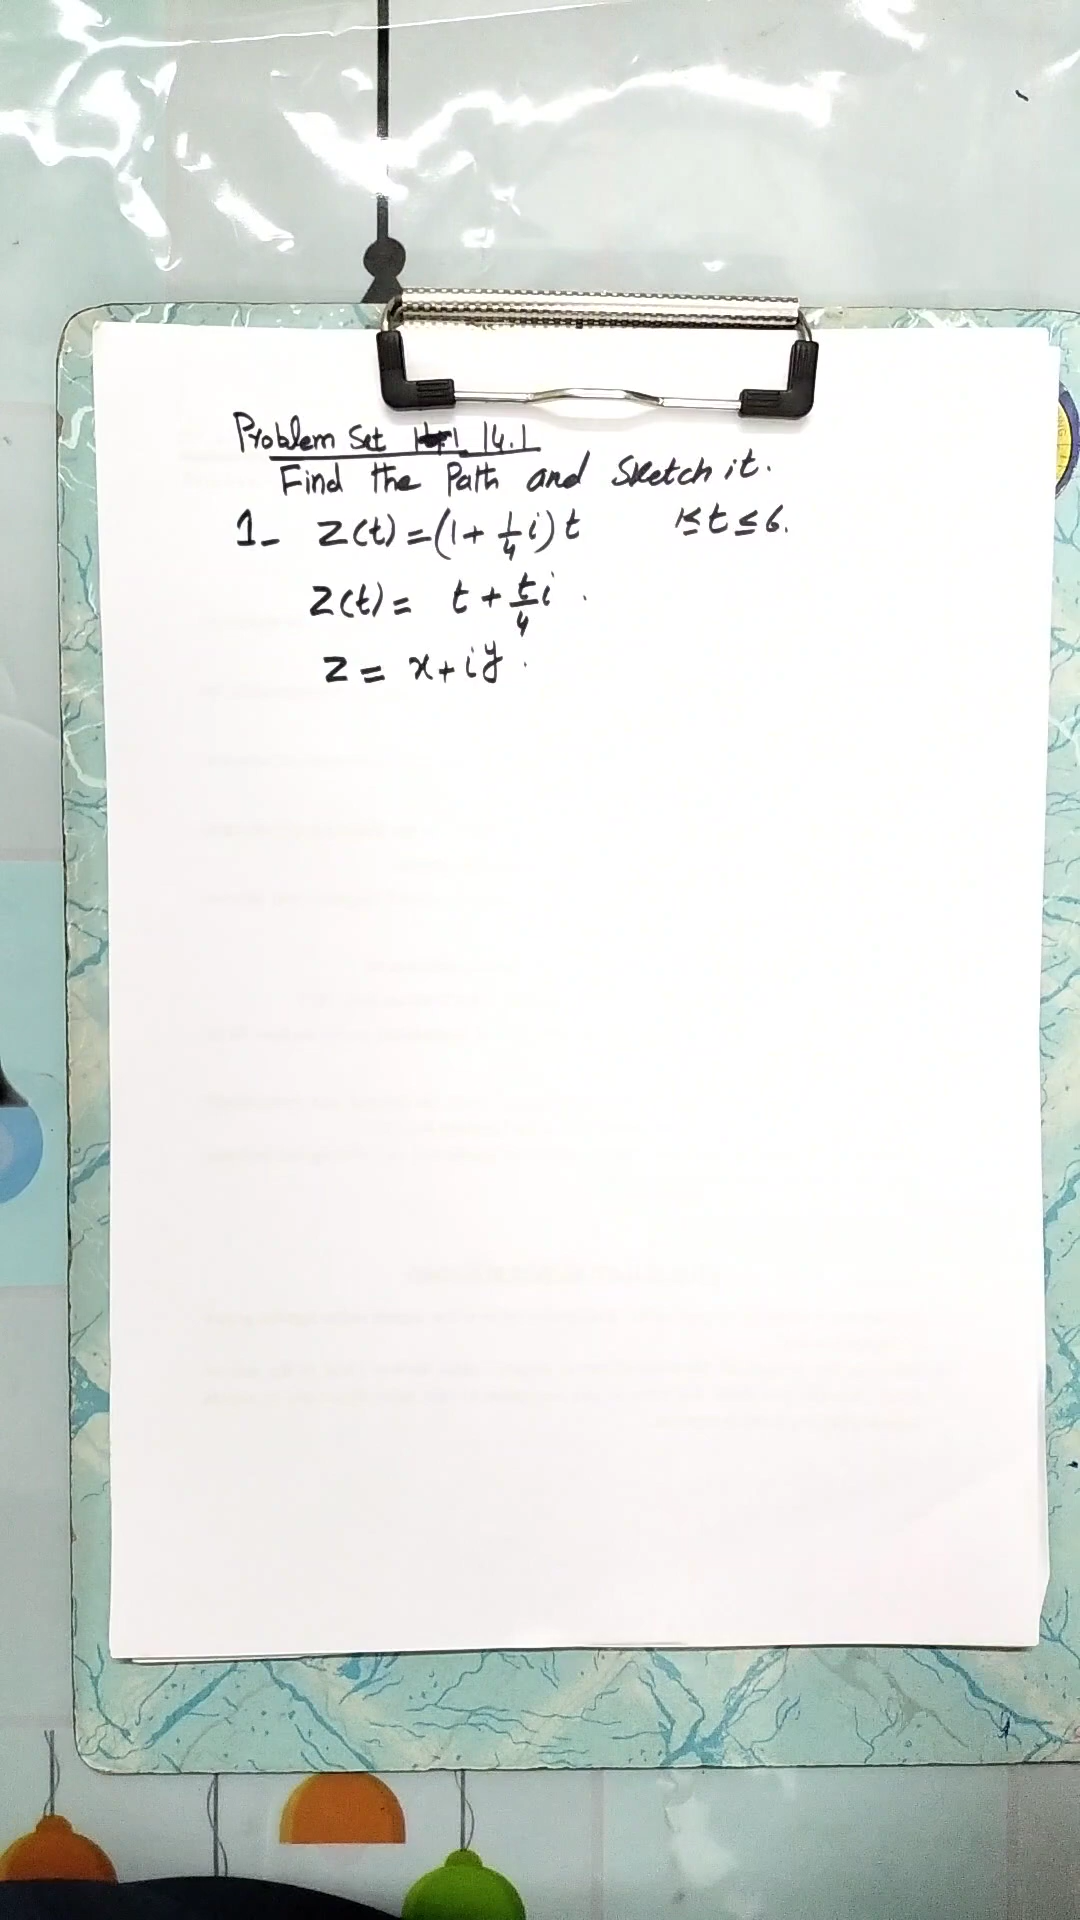 Problem Set 14.1
Find the Path and Sketch it.
1- Z(t) = (1 + 1/4 i) t 1 ≤ t ≤ 6.
Z(t) = t + t/4 i .
Z = x + iy .